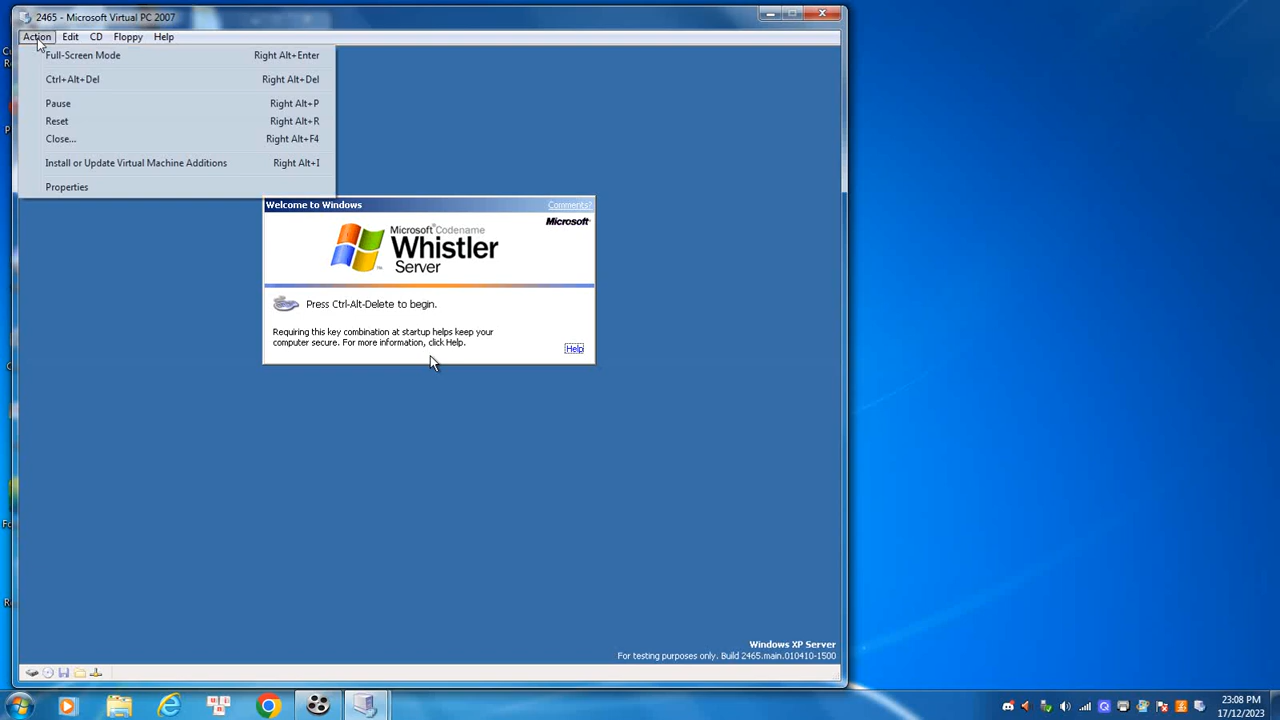 2465 - Microsoft Virtual PC 2007
Action Edit CD Floppy Help
Full-Screen Mode Right Alt+Enter
Ctrl+Alt+Del Right Alt+Del
Pause Right Alt+P
Reset Right Alt+R
Close... Right Alt+F4
Install or Update Virtual Machine Additions Right Alt+I
Properties
Welcome to Windows Comments?
Microsoft
Microsoft Codename
Whistler
Server
Press Ctrl-Alt-Delete to begin.
Requiring this key combination at startup helps keep your
computer secure. For more information, click Help.
Help
Windows XP Server
For testing purposes only. Build 2465.main.010410-1500
23:08 PM
17/12/2023